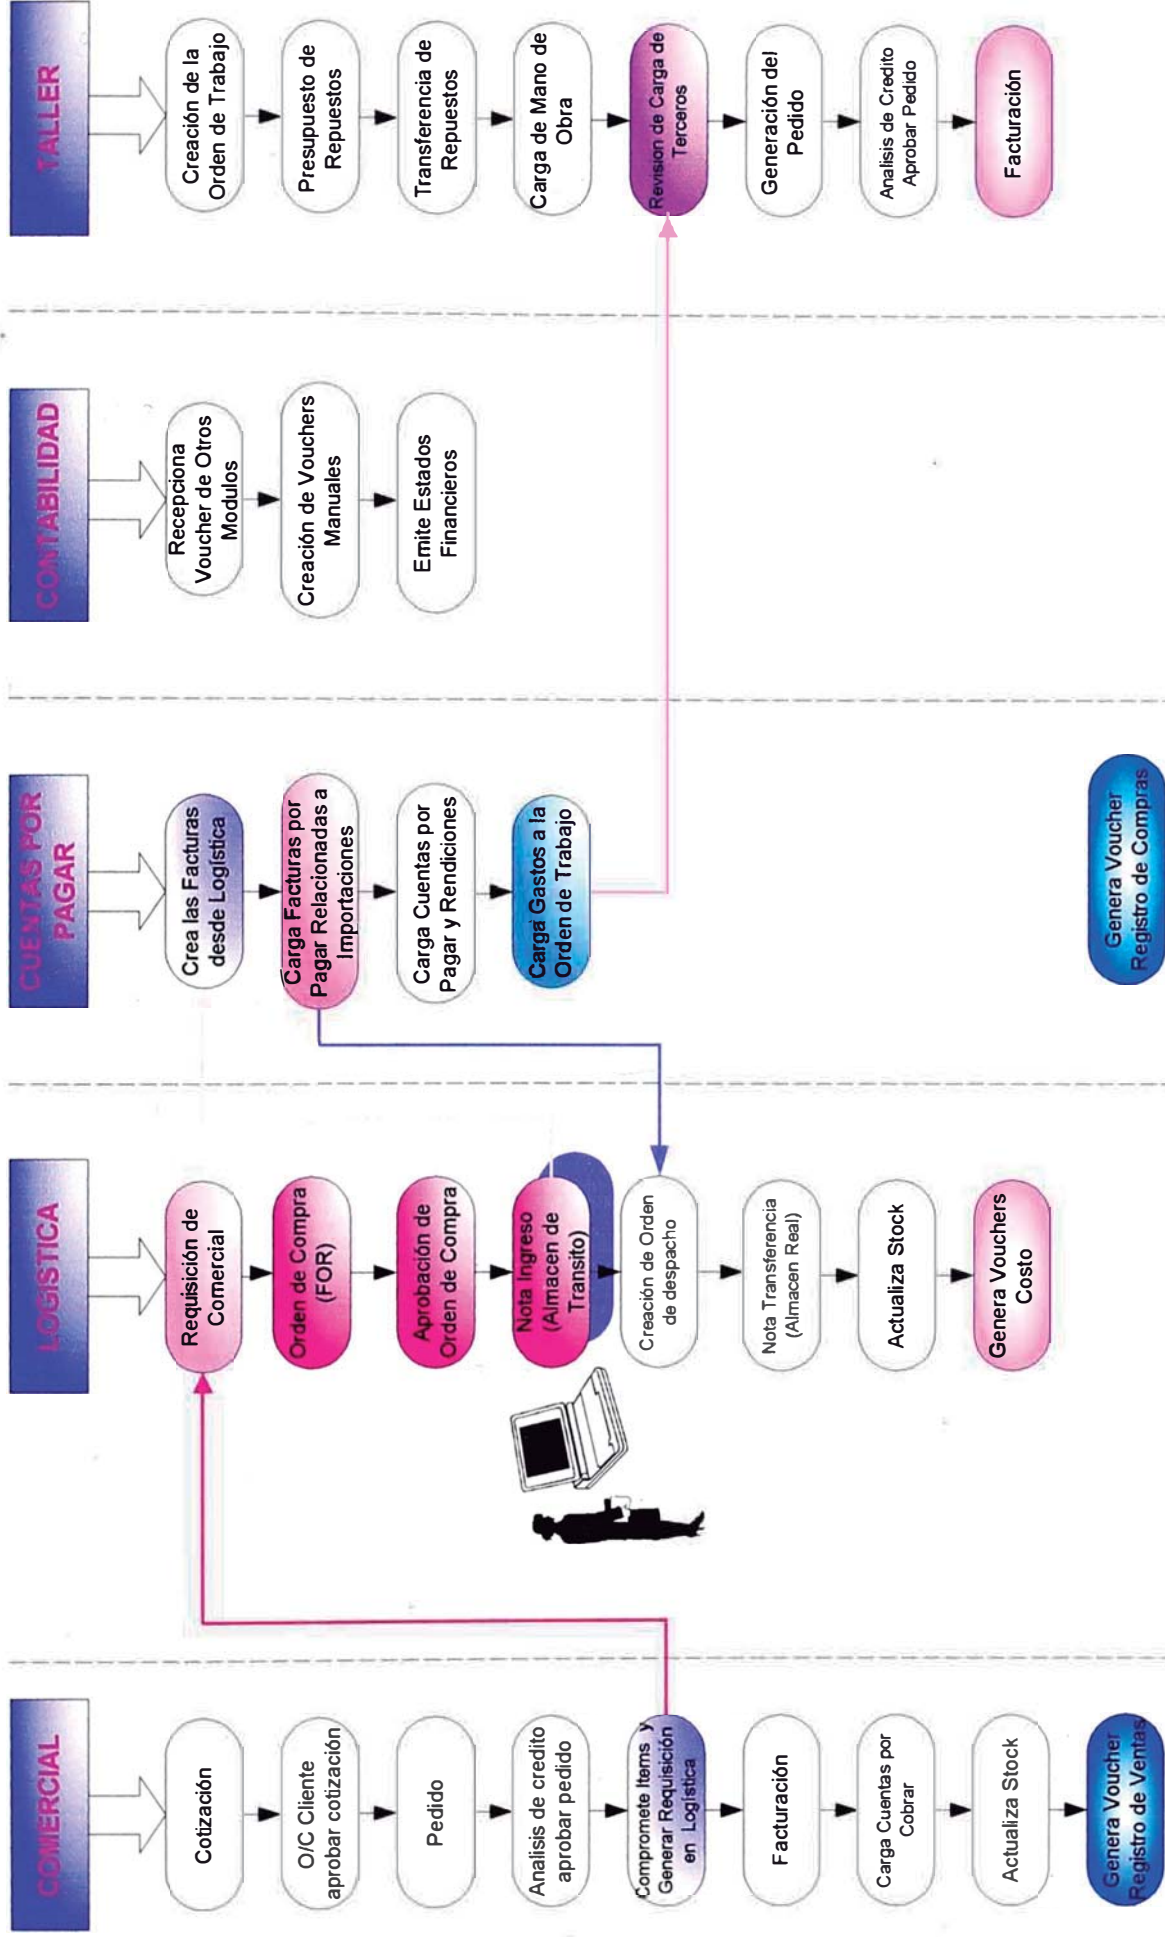 COMERCIAL
Cotización
O/C Cliente
aprobar cotización
Pedido
Analisis de credito
aprobar pedido
Compromete Items y
Generar Requisición
en Logística
Facturación
Carga Cuentas por
Cobrar
Actualiza Stock
Genera Voucher
Registro de Ventas
LOGISTICA
Requisición de
Comercial
Orden de Compra
(FOR)
Aprobación de
Orden de Compra
Nota Ingreso
(Almacen de
Transito)
Creación de Orden
de despacho
Nota Transferencia
(Almacen Real)
Actualiza Stock
Genera Vouchers
Costo
CUENTAS POR
PAGAR
Crea las Facturas
desde Logística
Carga Facturas por
Pagar Relacionadas a
Importaciones
Carga Cuentas por
Pagar y Rendiciones
Carga Gastos a la
Orden de Trabajo
Genera Voucher
Registro de Compras
CONTABILIDAD
Recepciona
Voucher de Otros
Modulos
Creación de Vouchers
Manuales
Emite Estados
Financieros
TALLER
Creación de la
Orden de Trabajo
Presupuesto de
Repuestos
Transferencia de
Repuestos
Carga de Mano de
Obra
Revision de Carga de
Terceros
Generación del
Pedido
Analisis de Credito
Aprobar Pedido
Facturación